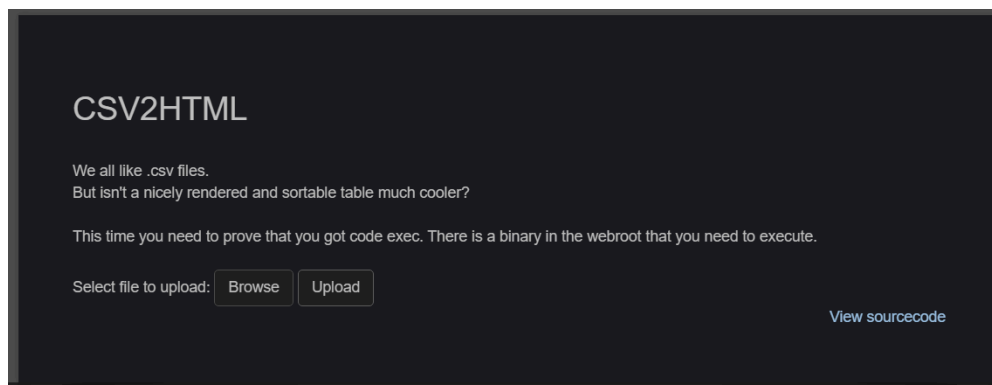 CSV2HTML
We all like .csv files.
But isn't a nicely rendered and sortable table much cooler?
This time you need to prove that you got code exec. There is a binary in the webroot that you need to execute.
Select file to upload: Browse Upload
View sourcecode